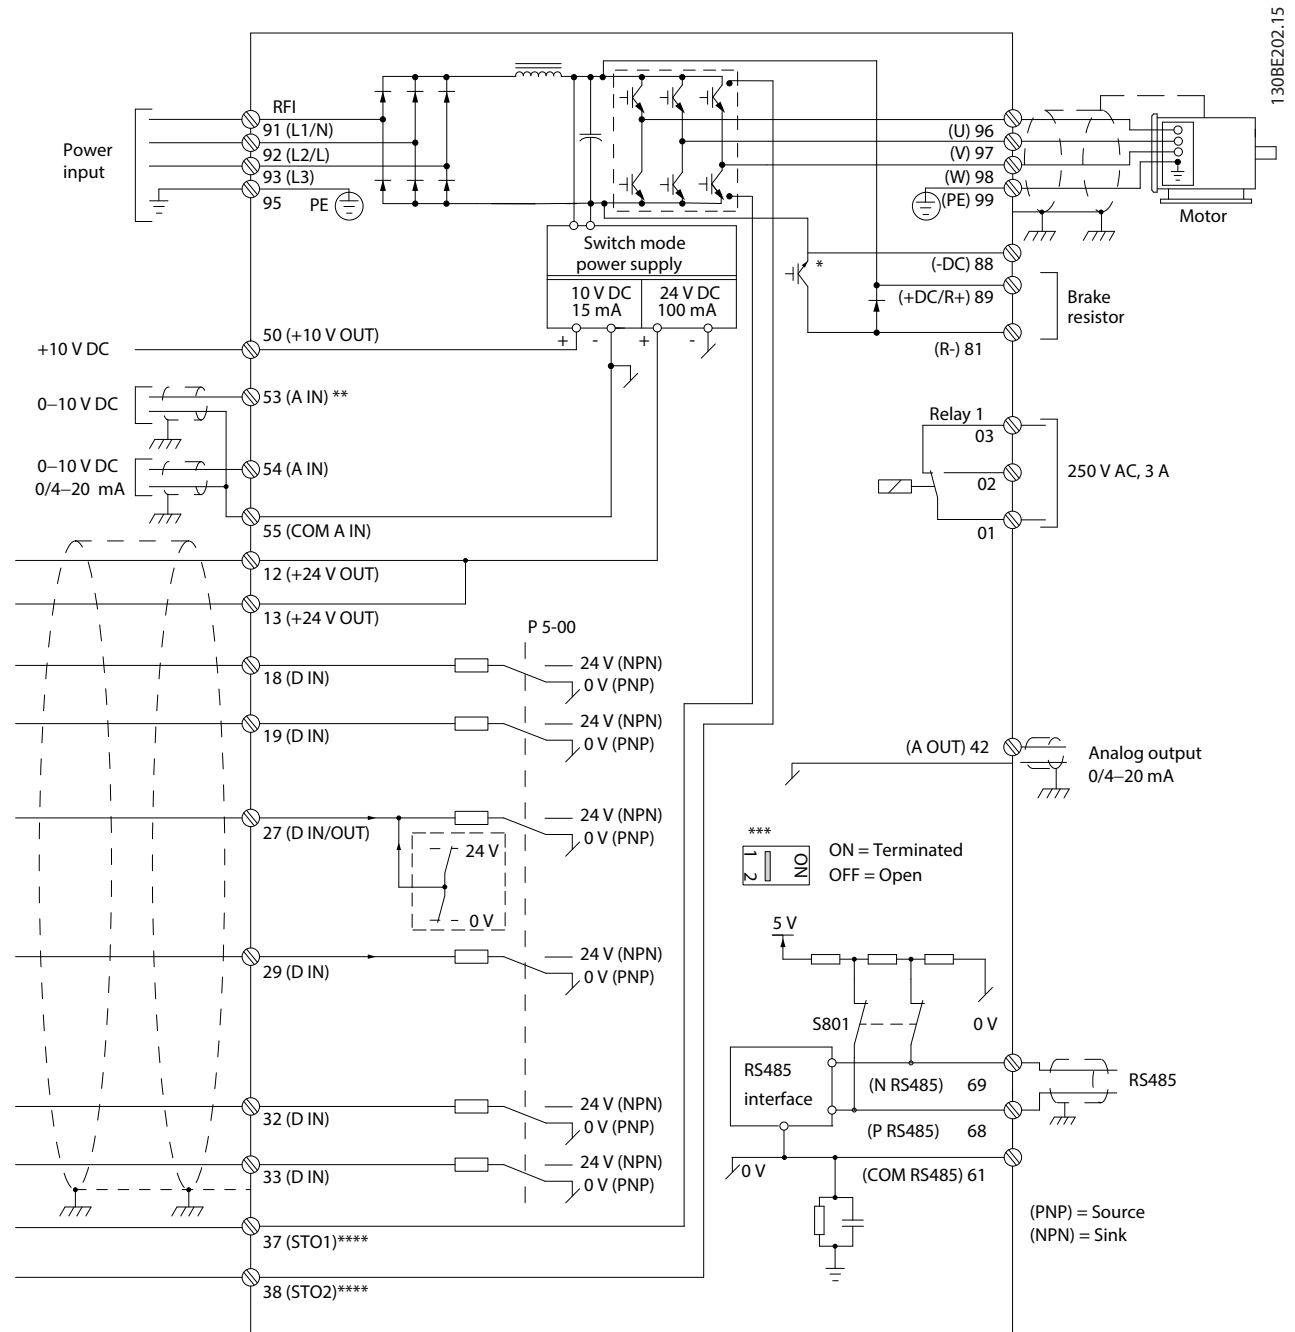 130BE202.15
RFI
91 (L1/N)
92 (L2/L)
93 (L3)
95
PE
Power
input
(U) 96
(V) 97
(W) 98
(PE) 99
Motor
Switch mode
power supply
10 V DC
15 mA
24 V DC
100 mA
+
-
+
-
*
(-DC) 88
(+DC/R+) 89
(R-) 81
Brake
resistor
+10 V DC
50 (+10 V OUT)
0–10 V DC
53 (A IN) **
0–10 V DC
0/4–20 mA
54 (A IN)
55 (COM A IN)
Relay 1
03
02
01
250 V AC, 3 A
12 (+24 V OUT)
13 (+24 V OUT)
P 5-00
18 (D IN)
24 V (NPN)
0 V (PNP)
19 (D IN)
24 V (NPN)
0 V (PNP)
27 (D IN/OUT)
24 V (NPN)
0 V (PNP)
24 V
0 V
29 (D IN)
24 V (NPN)
0 V (PNP)
32 (D IN)
24 V (NPN)
0 V (PNP)
33 (D IN)
24 V (NPN)
0 V (PNP)
37 (STO1)****
38 (STO2)****
(A OUT) 42
Analog output
0/4–20 mA
***
1 2
ON
ON = Terminated
OFF = Open
5 V
S801
0 V
RS485
interface
(N RS485) 69
(P RS485) 68
RS485
0 V
(COM RS485) 61
(PNP) = Source
(NPN) = Sink